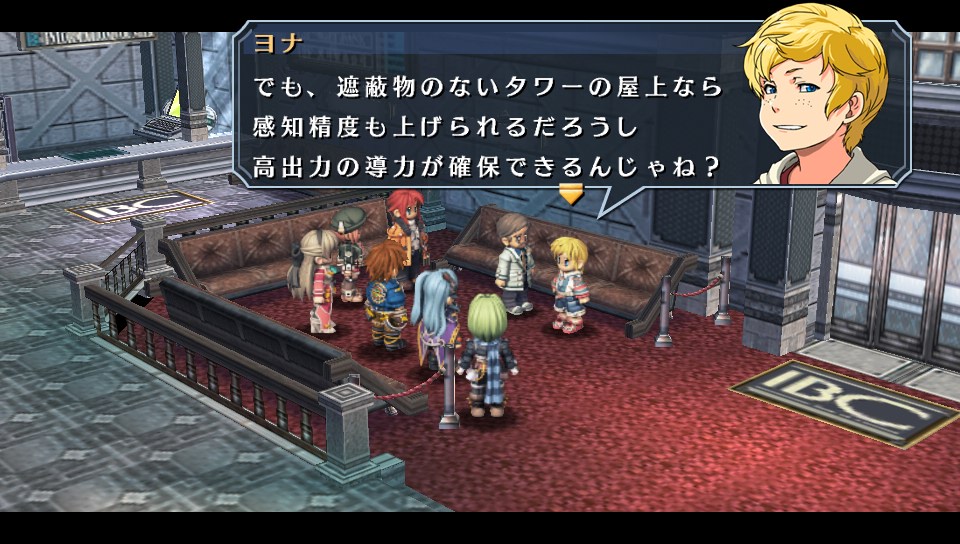 ヨナ
でも、遮蔽物のないタワーの屋上なら
感知精度も上げられるだろうし
高出力の導力が確保できるんじゃね？
IBC
IBC